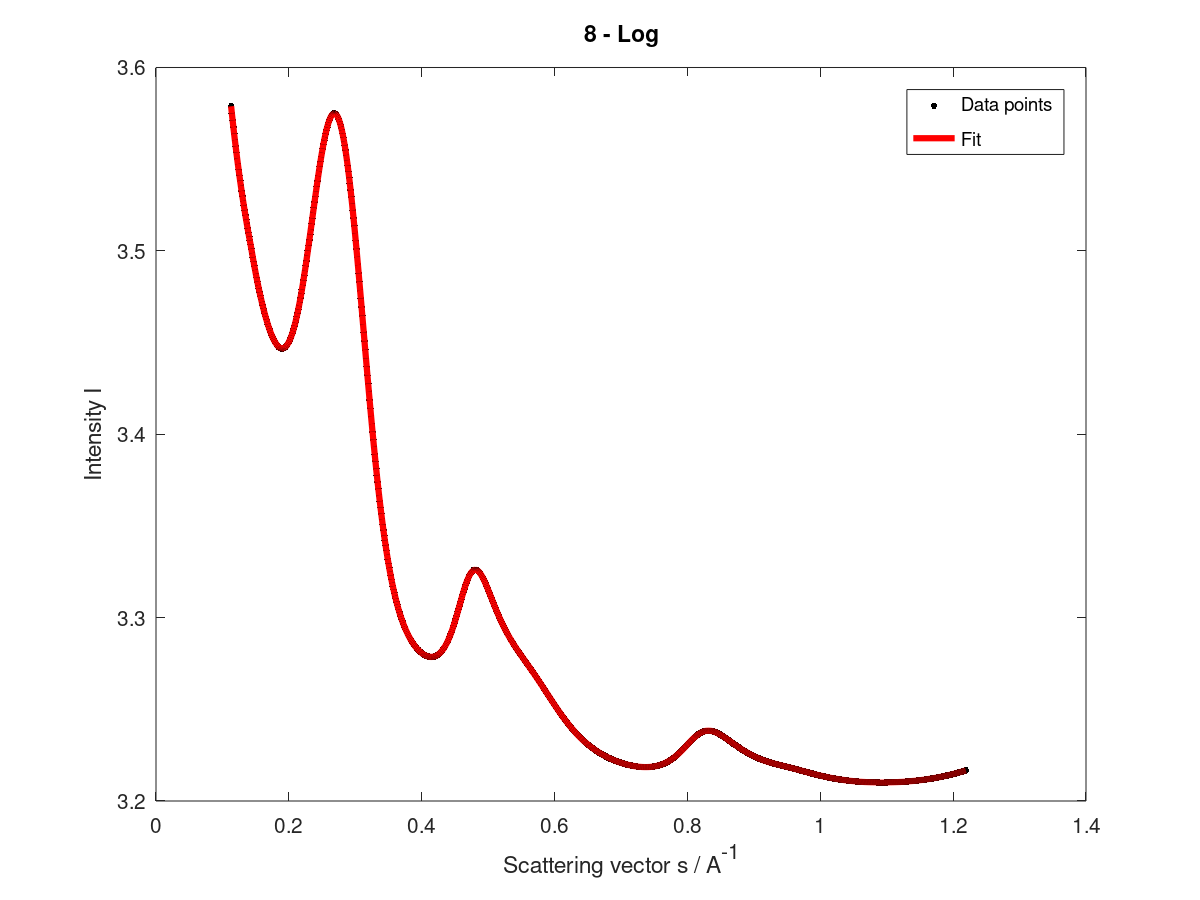 8 - Log
Data points
Fit
3.6
3.5
3.4
3.3
3.2
Intensity I
0 0.2 0.4 0.6 0.8 1 1.2 1.4
Scattering vector s / A^-1